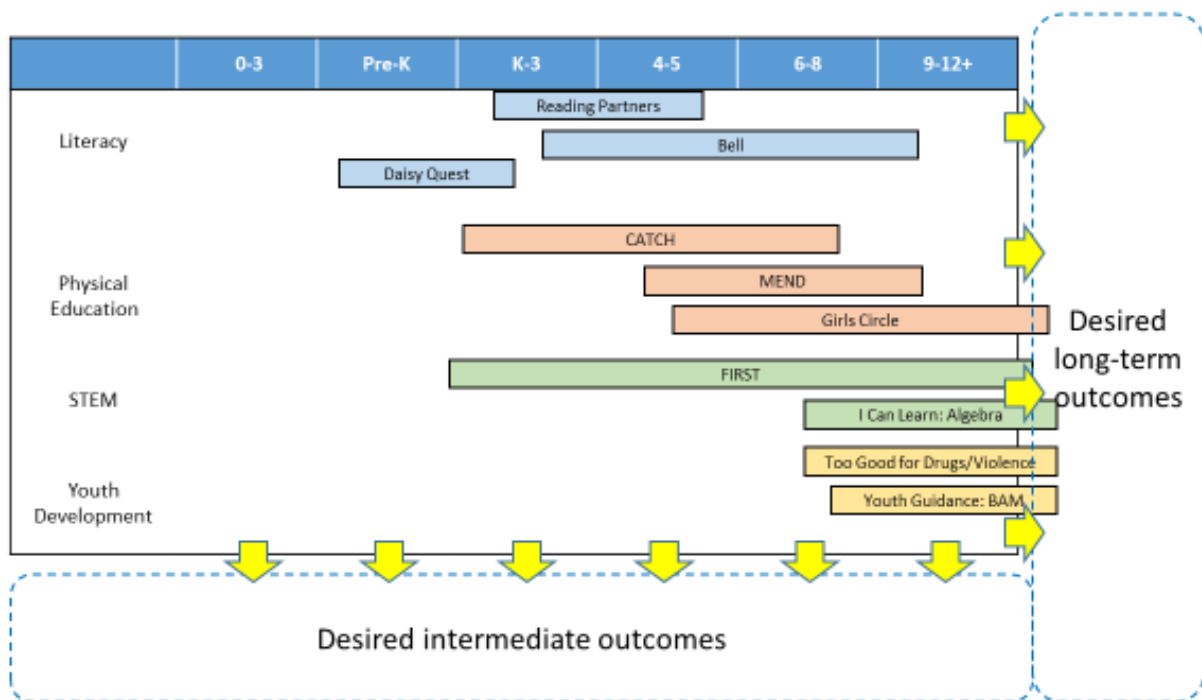 0-3 Pre-K K-3 4-5 6-8 9-12+
Literacy
Reading Partners
Bell
Daisy Quest
Physical
Education
CATCH
MEND
Girls Circle
STEM
FIRST
I Can Learn: Algebra
Youth
Development
Too Good for Drugs/Violence
Youth Guidance: BAM
Desired
long-term
outcomes
Desired intermediate outcomes